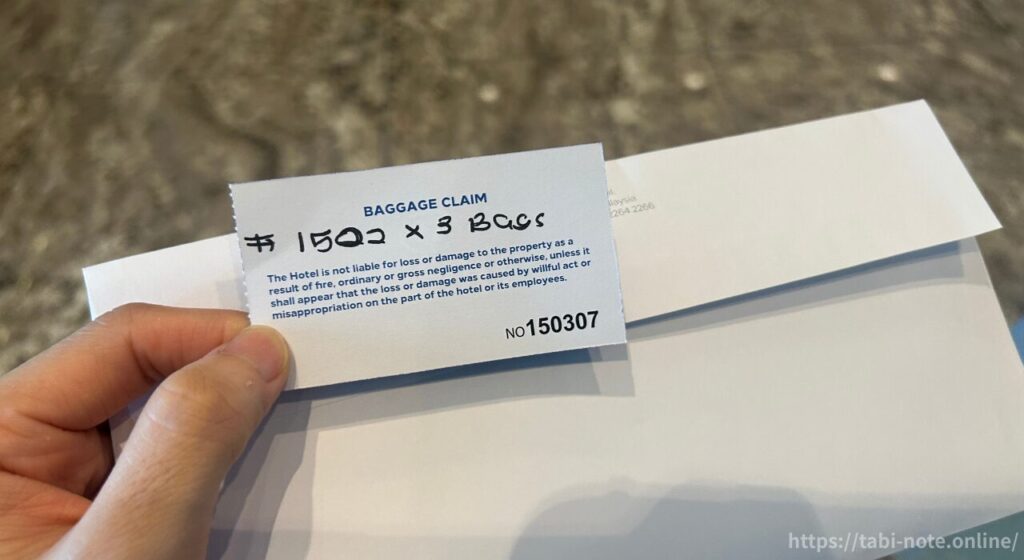 BAGGAGE CLAIM
# 1502 x 3 BAGS
The Hotel is not liable for loss or damage to the property as a
result of fire, ordinary or gross negligence or otherwise, unless it
shall appear that the loss or damage was caused by willful act or
misappropriation on the part of the hotel or its employees.
NO150307
laysia
2264 2266
https://tabi-note.online/